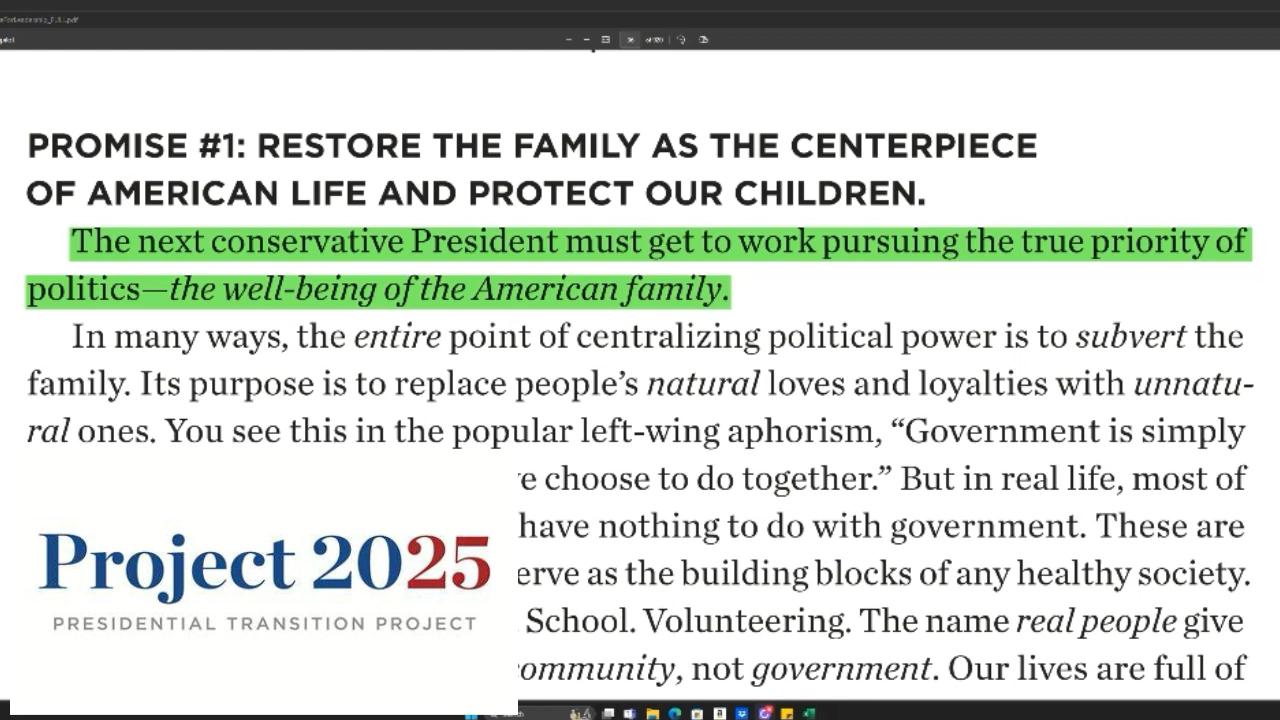 PROMISE #1: RESTORE THE FAMILY AS THE CENTERPIECE
OF AMERICAN LIFE AND PROTECT OUR CHILDREN.
The next conservative President must get to work pursuing the true priority of
politics—the well-being of the American family.
In many ways, the entire point of centralizing political power is to subvert the
family. Its purpose is to replace people’s natural loves and loyalties with unnatu-
ral ones. You see this in the popular left-wing aphorism, “Government is simply
choose to do together.” But in real life, most of
have nothing to do with government. These are
erve as the building blocks of any healthy society.
School. Volunteering. The name real people give
ommunity, not government. Our lives are full of
Project 2025
PRESIDENTIAL TRANSITION PROJECT